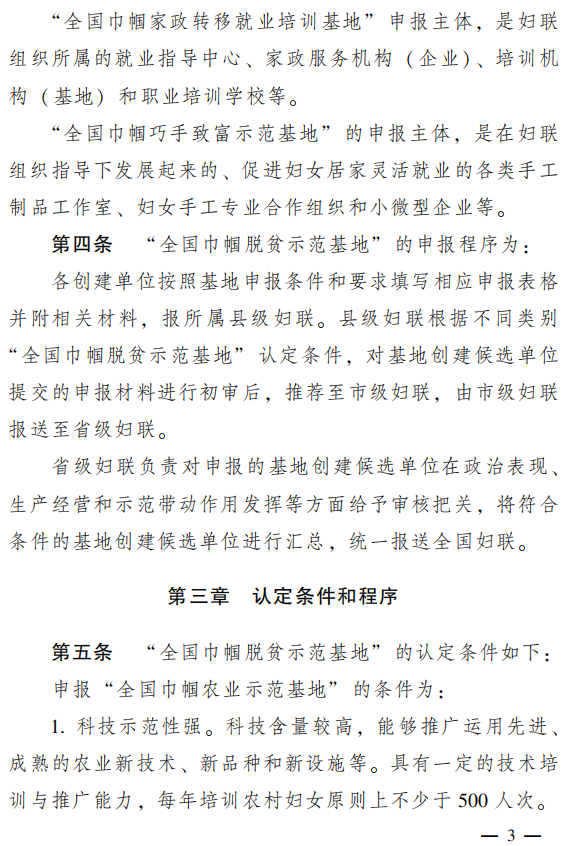 “全国巾帼家政转移就业培训基地”申报主体，是妇联
组织所属的就业指导中心、家政服务机构（企业）、培训机
构（基地）和职业培训学校等。
“全国巾帼巧手致富示范基地”的申报主体，是在妇联
组织指导下发展起来的、促进妇女居家灵活就业的各类手工
制品工作室、妇女手工专业合作组织和小微型企业等。
第四条　“全国巾帼脱贫示范基地”的申报程序为：
各创建单位按照基地申报条件和要求填写相应申报表格
并附相关材料，报所属县级妇联。县级妇联根据不同类别
“全国巾帼脱贫示范基地”认定条件，对基地创建候选单位
提交的申报材料进行初审后，推荐至市级妇联，由市级妇联
报送至省级妇联。
省级妇联负责对申报的基地创建候选单位在政治表现、
生产经营和示范带动作用发挥等方面给予审核把关，将符合
条件的基地创建候选单位进行汇总，统一报送全国妇联。
第三章　认定条件和程序
第五条　“全国巾帼脱贫示范基地”的认定条件如下：
申报“全国巾帼农业示范基地”的条件为：
1. 科技示范性强。科技含量较高，能够推广运用先进、
成熟的农业新技术、新品种和新设施等。具有一定的技术培
训与推广能力，每年培训农村妇女原则上不少于 500 人次。
— 3 —